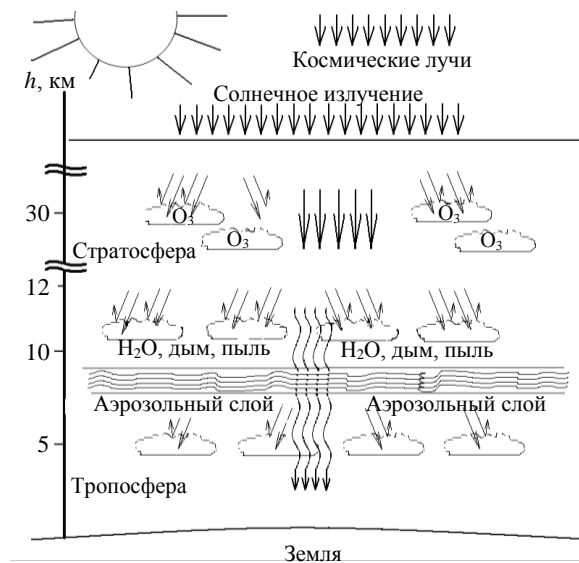 Космические лучи
h, км
Солнечное излучение
30
O₃
O₃
O₃
O₃
Стратосфера
12
10
H₂O, дым, пыль
H₂O, дым, пыль
Аэрозольный слой
Аэрозольный слой
5
Тропосфера
Земля